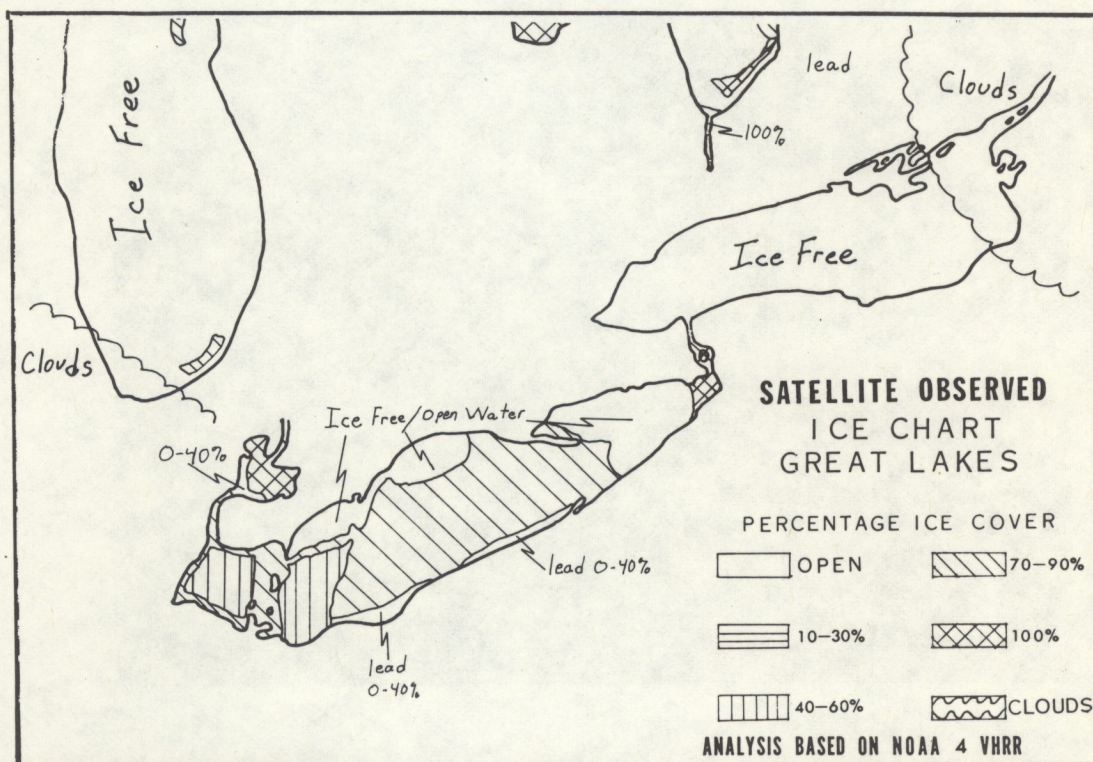 Ice Free
lead
Clouds
100%
Ice Free
Clouds
Ice Free/Open Water
0-40%
lead 0-40%
lead
0-40%
SATELLITE OBSERVED
ICE CHART
GREAT LAKES
PERCENTAGE ICE COVER
OPEN
70-90%
10-30%
100%
40-60%
CLOUDS
ANALYSIS BASED ON NOAA 4 VHRR